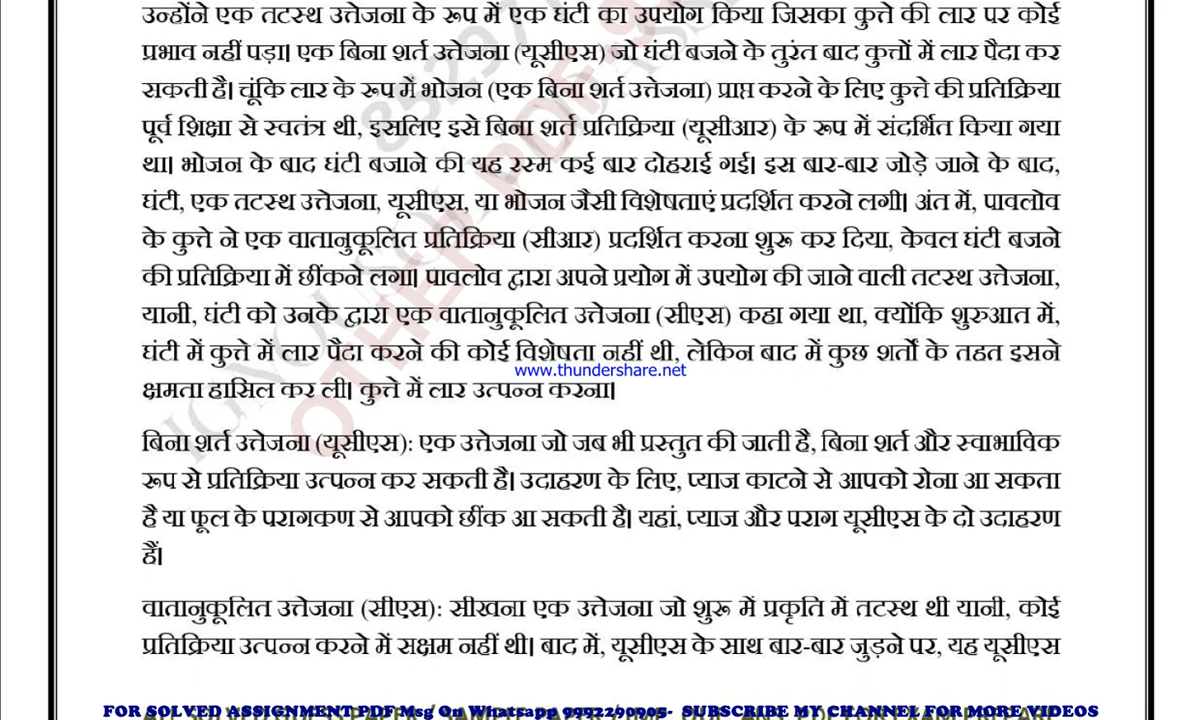 उन्होंने एक तटस्थ उत्तेजना के रूप में एक घंटी का उपयोग किया जिसका कुत्ते की लार पर कोई
प्रभाव नहीं पड़ा। एक बिना शर्त उत्तेजना (यूसीएस) जो घंटी बजने के तुरंत बाद कुत्तों में लार पैदा कर
सकती है। चूंकि लार के रूप में भोजन (एक बिना शर्त उत्तेजना) प्राप्त करने के लिए कुत्ते की प्रतिक्रिया
पूर्व शिक्षा से स्वतंत्र थी, इसलिए इसे बिना शर्त प्रतिक्रिया (यूसीआर) के रूप में संदर्भित किया गया
था। भोजन के बाद घंटी बजाने की यह रस्म कई बार दोहराई गई। इस बार-बार जोड़े जाने के बाद,
घंटी, एक तटस्थ उत्तेजना, यूसीएस, या भोजन जैसी विशेषताएं प्रदर्शित करने लगी। अंत में, पावलोव
के कुत्ते ने एक वातानुकूलित प्रतिक्रिया (सीआर) प्रदर्शित करना शुरू कर दिया, केवल घंटी बजने
की प्रतिक्रिया में छींकने लगा। पावलोव द्वारा अपने प्रयोग में उपयोग की जाने वाली तटस्थ उत्तेजना,
यानी, घंटी को उनके द्वारा एक वातानुकूलित उत्तेजना (सीएस) कहा गया था, क्योंकि शुरुआत में,
घंटी में कुत्ते में लार पैदा करने की कोई विशेषता नहीं थी, लेकिन बाद में कुछ शर्तों के तहत इसने
www.thundershare.net
क्षमता हासिल कर ली। कुत्ते में लार उत्पन्न करना।
बिना शर्त उत्तेजना (यूसीएस): एक उत्तेजना जो जब भी प्रस्तुत की जाती है, बिना शर्त और स्वाभाविक
रूप से प्रतिक्रिया उत्पन्न कर सकती है। उदाहरण के लिए, प्याज काटने से आपको रोना आ सकता
है या फूल के परागकण से आपको छींक आ सकती है। यहां, प्याज और पराग यूसीएस के दो उदाहरण
हैं।
वातानुकूलित उत्तेजना (सीएस): सीखना एक उत्तेजना जो शुरू में प्रकृति में तटस्थ थी यानी, कोई
प्रतिक्रिया उत्पन्न करने में सक्षम नहीं थी। बाद में, यूसीएस के साथ बार-बार जुड़ने पर, यह यूसीएस
FOR SOLVED ASSIGNMENT PDF Msg On Whatsapp 9992290905- SUBSCRIBE MY CHANNEL FOR MORE VIDEOS